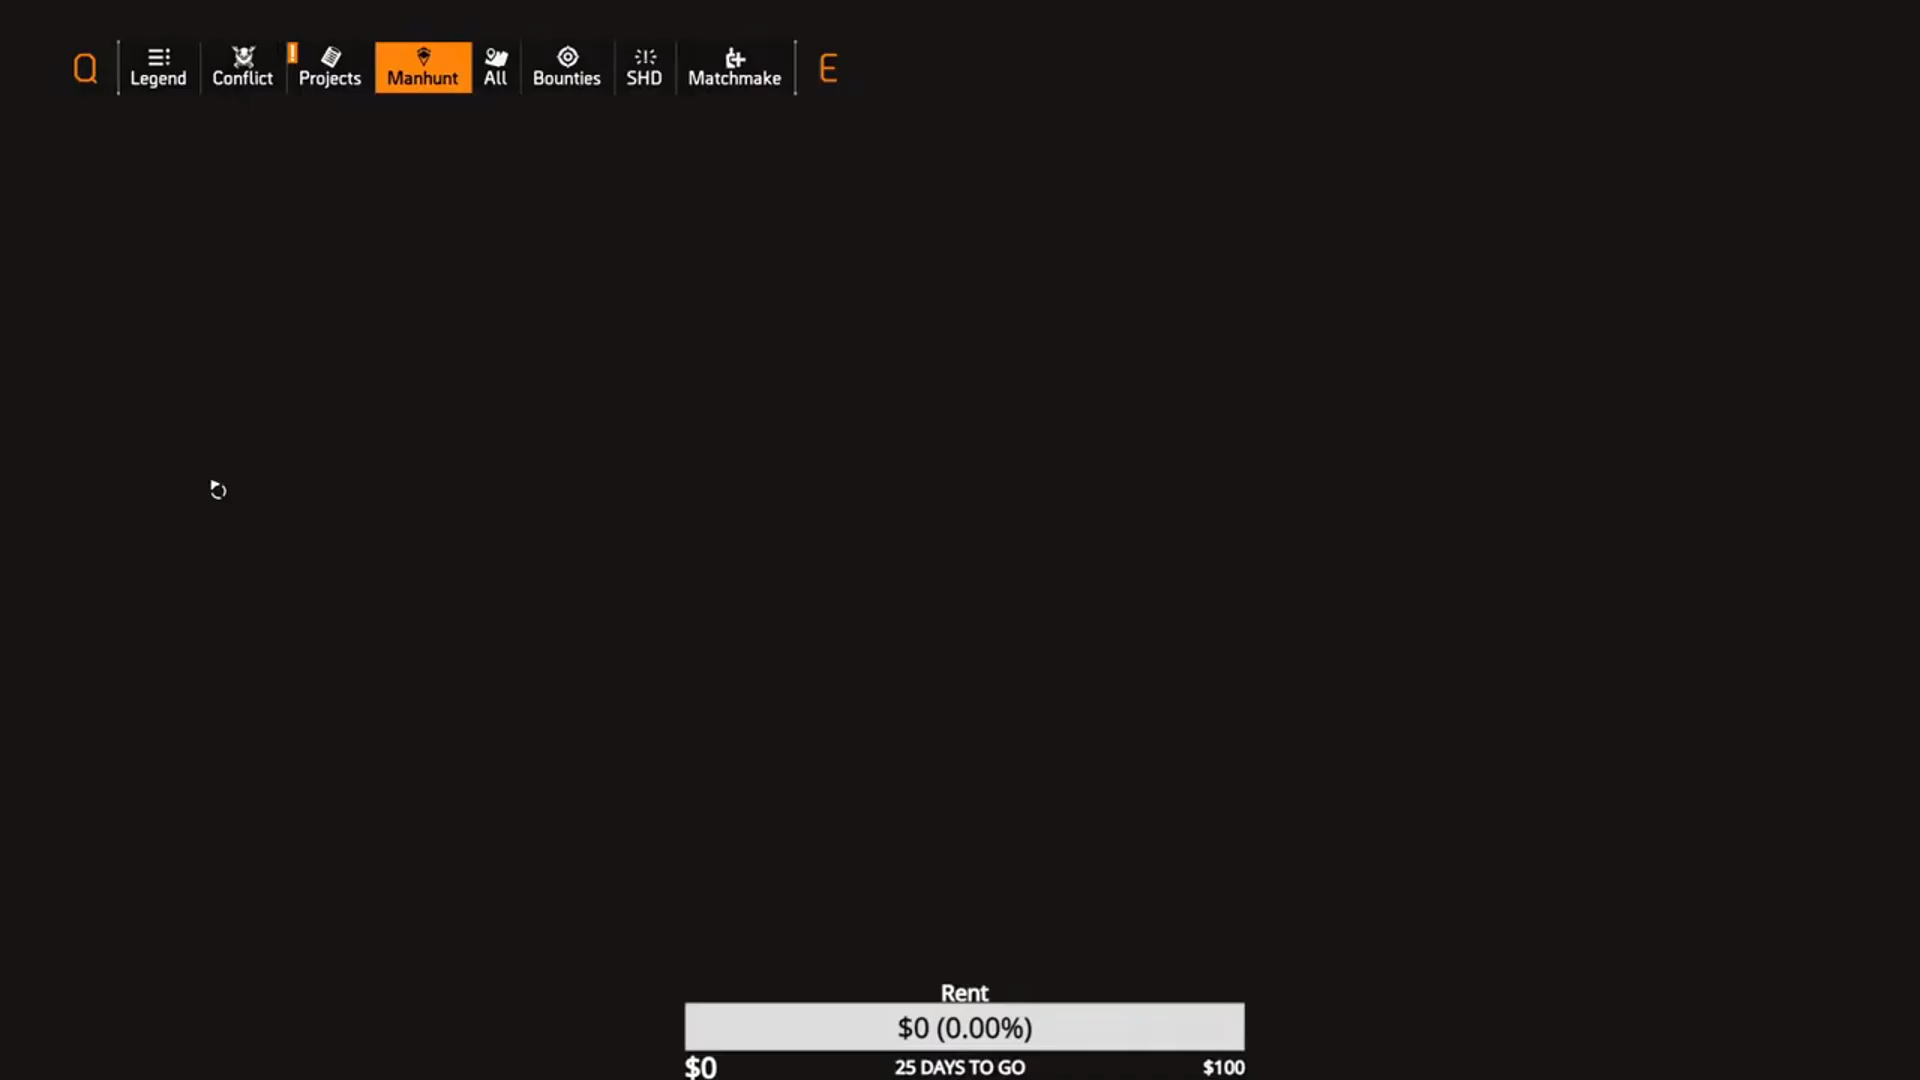 Q Legend Conflict ! Projects Manhunt All Bounties SHD Matchmake E
Rent
$0 (0.00%)
$0 25 DAYS TO GO $100